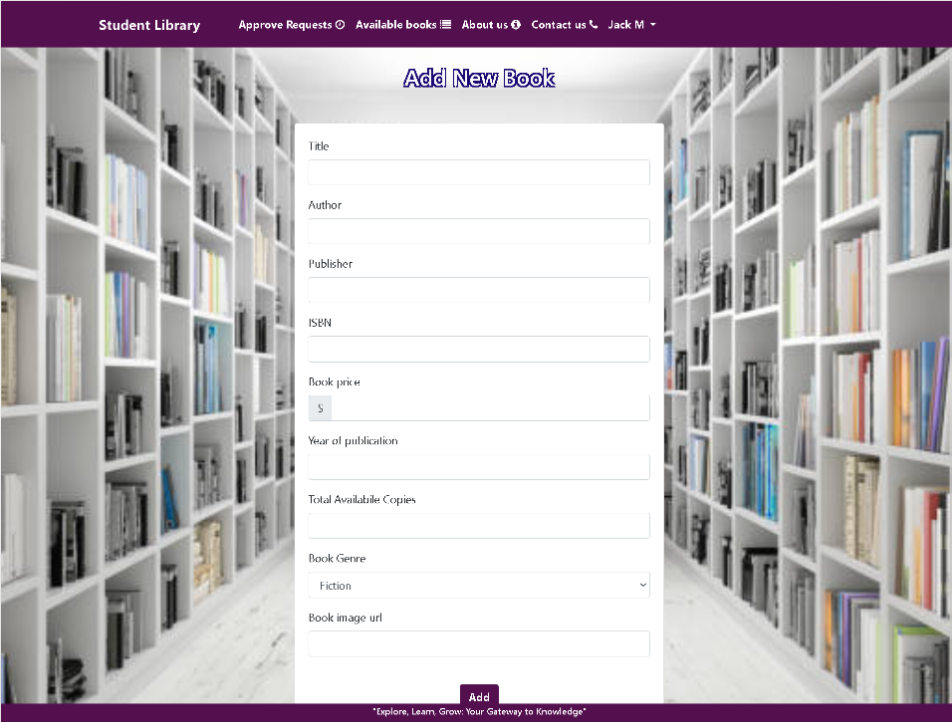 Student Library Approve Requests Available books About us Contact us Jack M
Add New Book
Title
Author
Publisher
ISBN
Book price
$
Year of publication
Total Availabile Copies
Book Genre
Fiction
Book image url
Add
"Explore, Learn, Grow: Your Gateway to Knowledge"